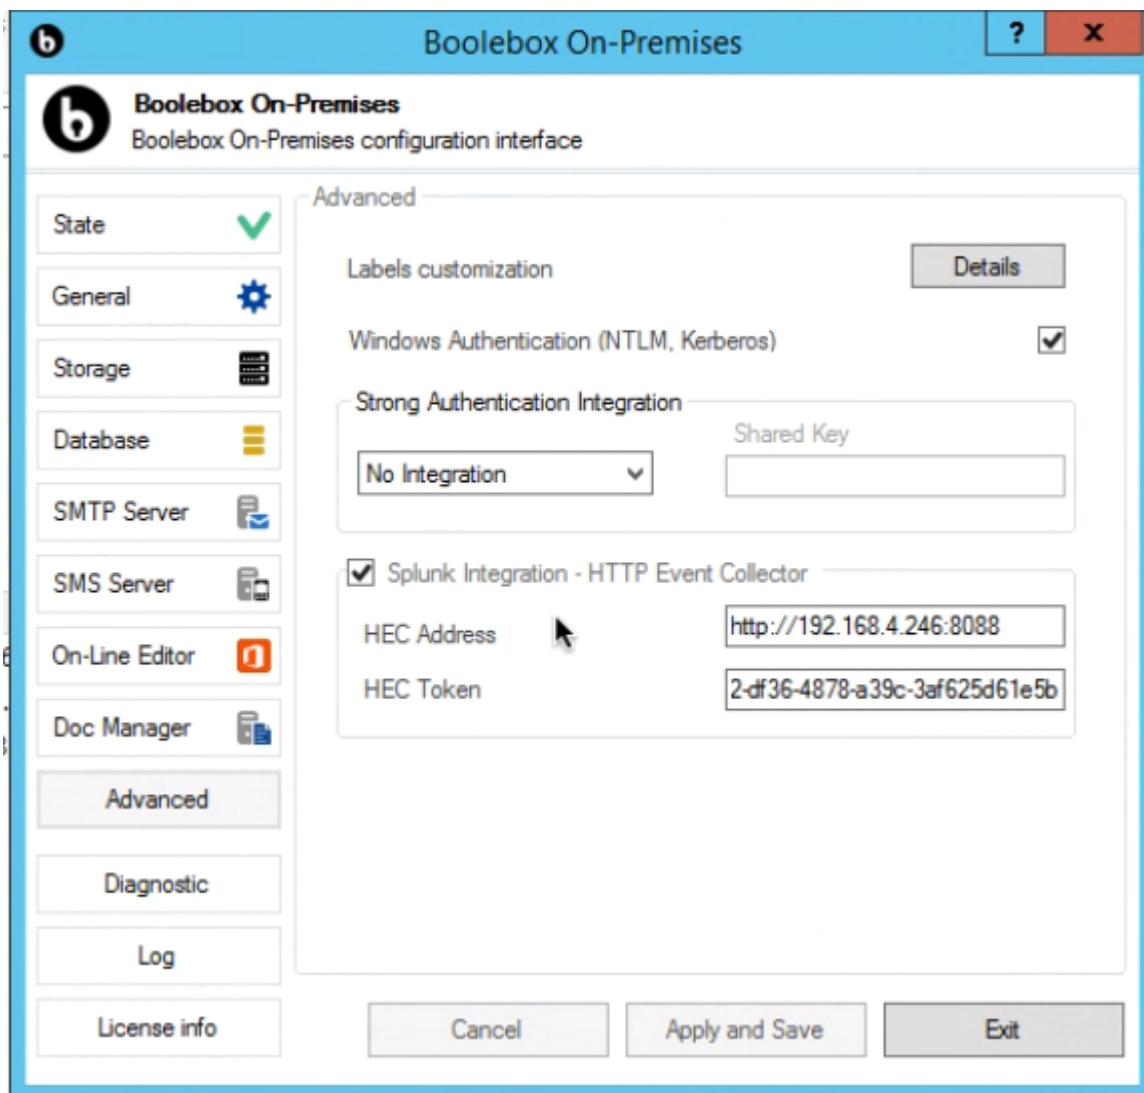 Boolebox On-Premises
?
x
Boolebox On-Premises
Boolebox On-Premises configuration interface
State
General
Storage
Database
SMTP Server
SMS Server
On-Line Editor
Doc Manager
Advanced
Diagnostic
Log
License info
Advanced
Labels customization
Details
Windows Authentication (NTLM, Kerberos)
Strong Authentication Integration
Shared Key
No Integration
Splunk Integration - HTTP Event Collector
HEC Address
http://192.168.4.246:8088
HEC Token
2-df36-4878-a39c-3af625d61e5b
Cancel
Apply and Save
Exit